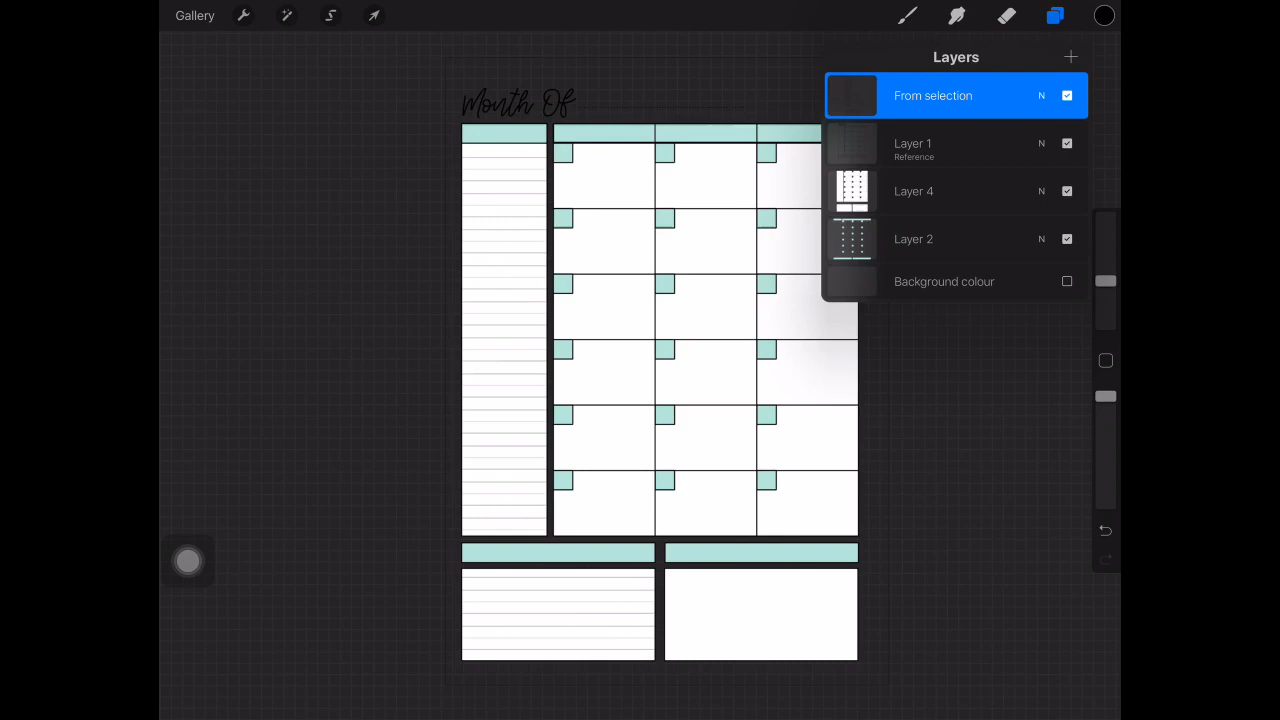 Gallery
Layers
From selection N
Layer 1 N
Reference
Layer 4 N
Layer 2 N
Background colour
Month Of